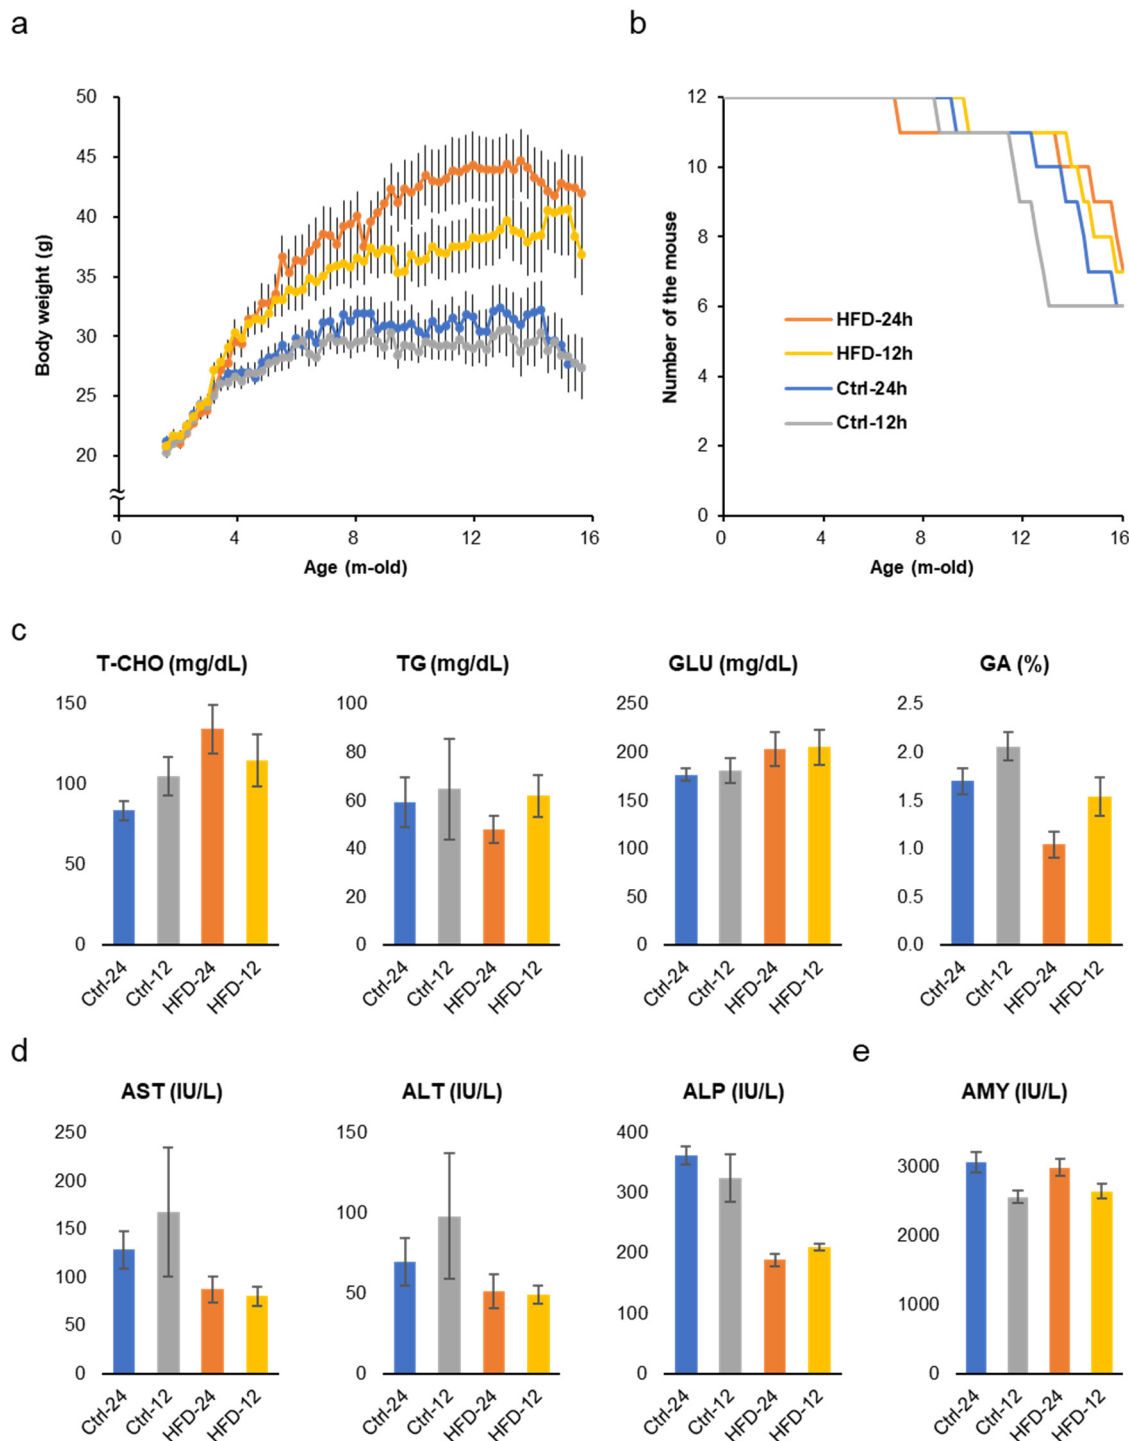 a
b
50
45
40
35
30
25
20
Body weight (g)
0
4
8
12
16
Age (m-old)
12
10
8
6
4
2
0
Number of the mouse
HFD-24h
HFD-12h
Ctrl-24h
Ctrl-12h
0
4
8
12
16
Age (m-old)
c
T-CHO (mg/dL)
150
100
50
0
Ctrl-24
Ctrl-12
HFD-24
HFD-12
TG (mg/dL)
100
80
60
40
20
0
Ctrl-24
Ctrl-12
HFD-24
HFD-12
GLU (mg/dL)
250
200
150
100
50
0
Ctrl-24
Ctrl-12
HFD-24
HFD-12
GA (%)
2.5
2.0
1.5
1.0
0.5
0.0
Ctrl-24
Ctrl-12
HFD-24
HFD-12
d
AST (IU/L)
250
200
150
100
50
0
Ctrl-24
Ctrl-12
HFD-24
HFD-12
ALT (IU/L)
150
100
50
0
Ctrl-24
Ctrl-12
HFD-24
HFD-12
ALP (IU/L)
400
300
200
100
0
Ctrl-24
Ctrl-12
HFD-24
HFD-12
e
AMY (IU/L)
3000
2000
1000
0
Ctrl-24
Ctrl-12
HFD-24
HFD-12